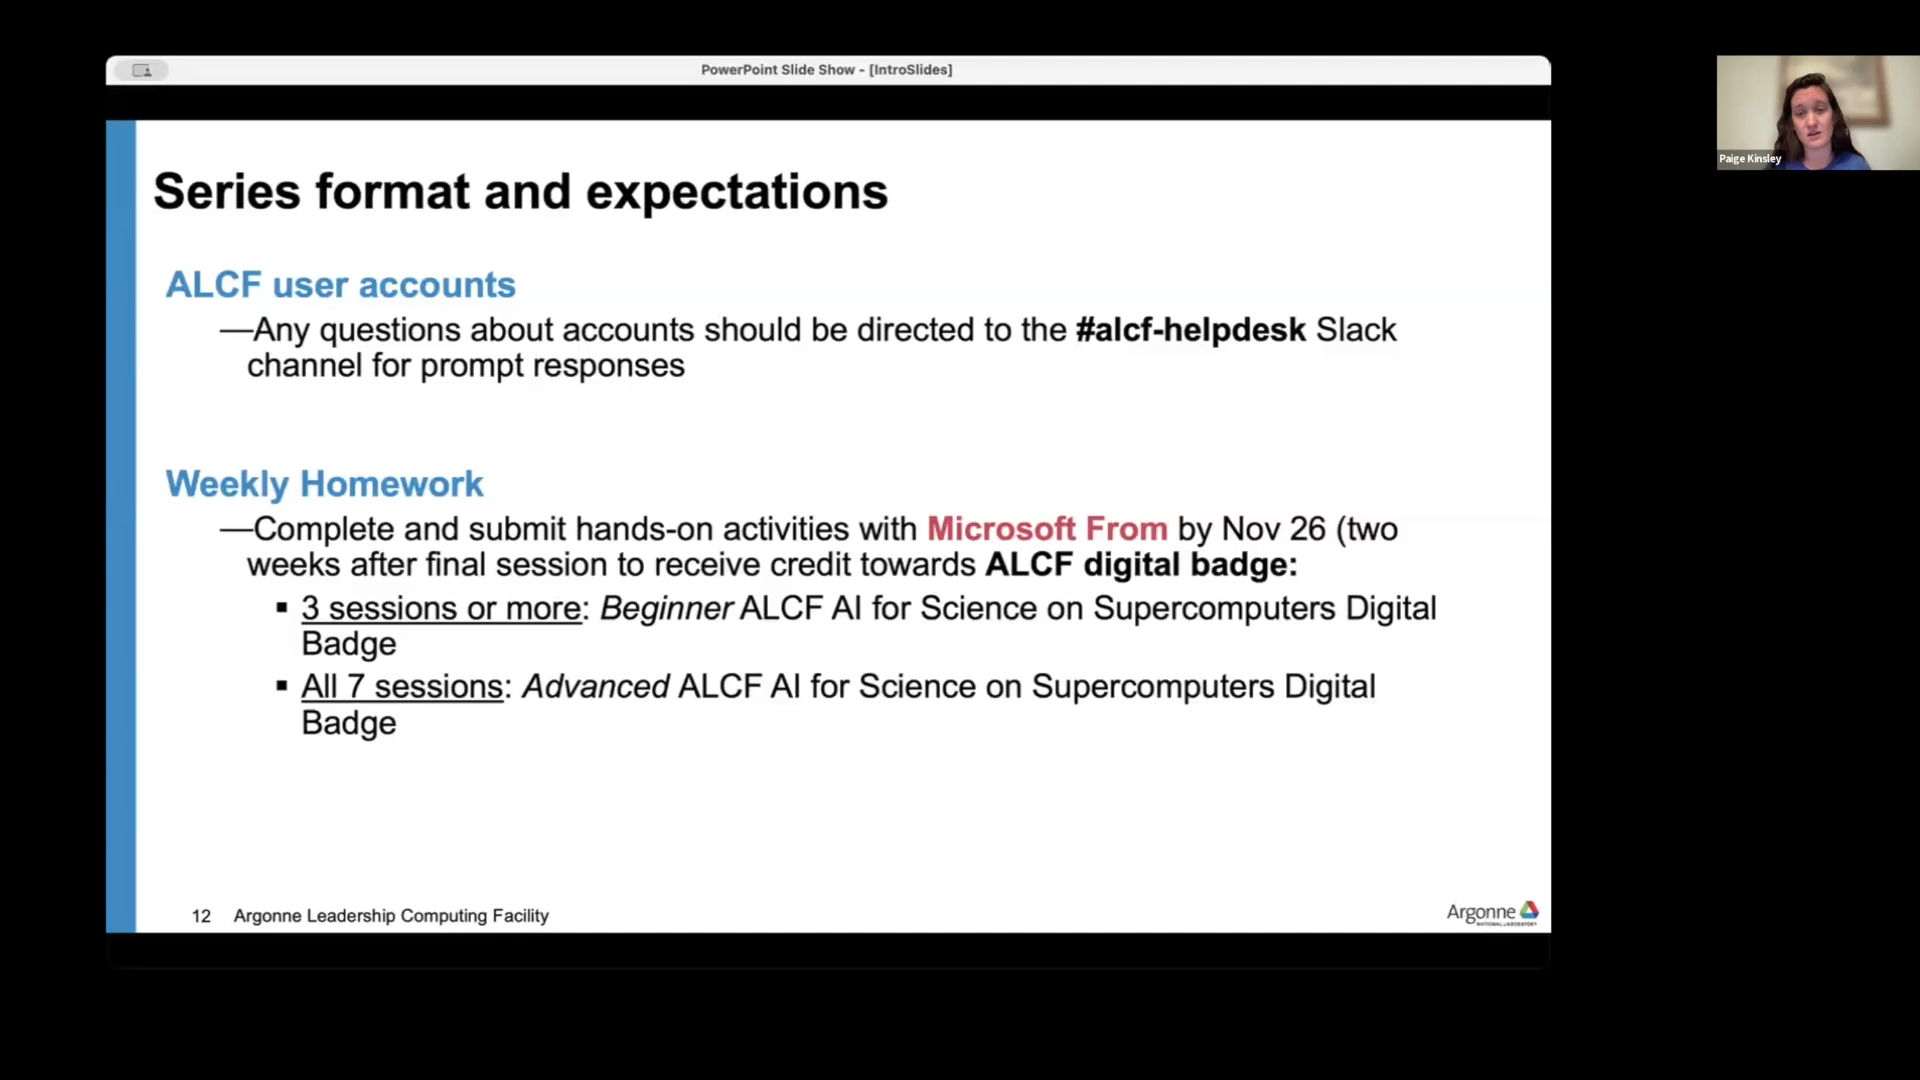 PowerPoint Slide Show - [IntroSlides]
Paige Kinsley
Series format and expectations
ALCF user accounts
—Any questions about accounts should be directed to the #alcf-helpdesk Slack
channel for prompt responses
Weekly Homework
—Complete and submit hands-on activities with Microsoft From by Nov 26 (two
weeks after final session to receive credit towards ALCF digital badge:
▪ 3 sessions or more: Beginner ALCF AI for Science on Supercomputers Digital
Badge
▪ All 7 sessions: Advanced ALCF AI for Science on Supercomputers Digital
Badge
12 Argonne Leadership Computing Facility
Argonne
NATIONAL LABORATORY